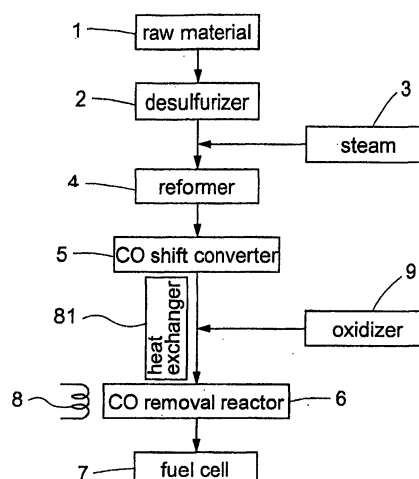 1
raw material
2
desulfurizer
3
steam
4
reformer
5
CO shift converter
81
heat
exchanger
9
oxidizer
8
CO removal reactor
6
7
fuel cell